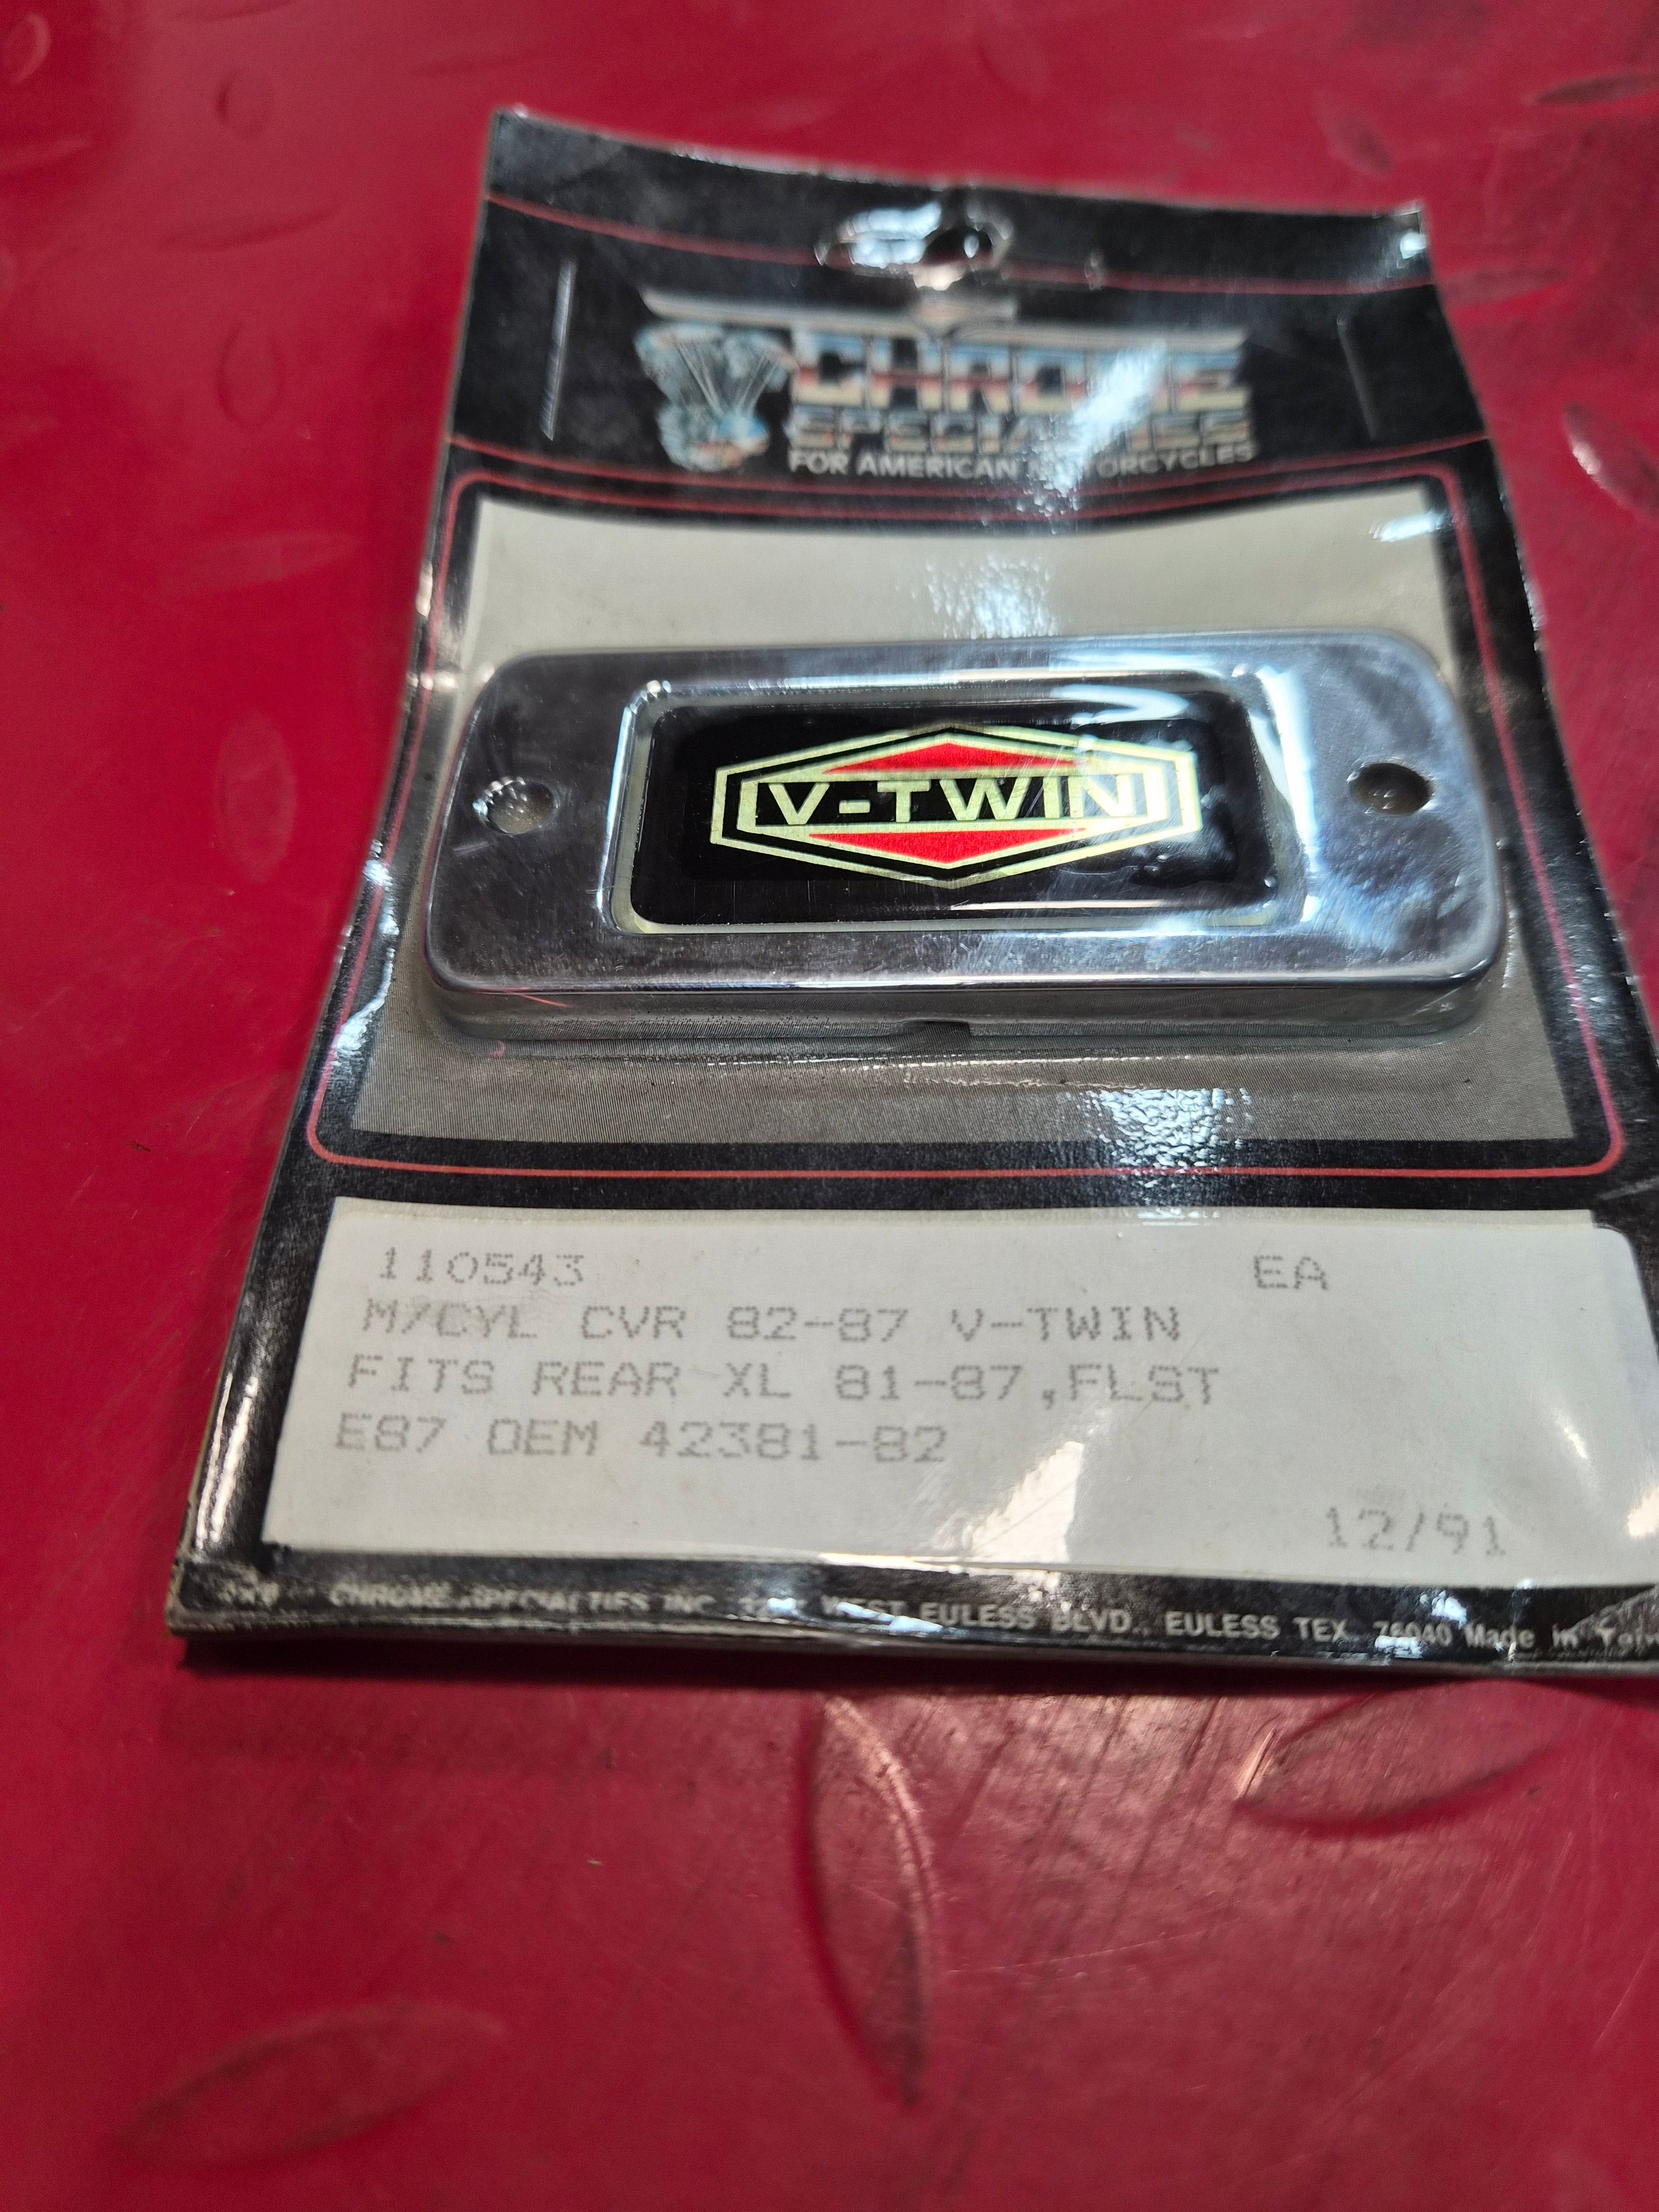 CHROME
SPECIALTIES
FOR AMERICAN MOTORCYCLES
V-TWIN
110543 EA
M/CYL CVR 82-87 V-TWIN
FITS REAR XL 81-87,FLST
E87 OEM 42381-82
12/91
CHROME SPECIALTIES INC. WEST EULESS BLVD., EULESS TEX. 76040 Made in